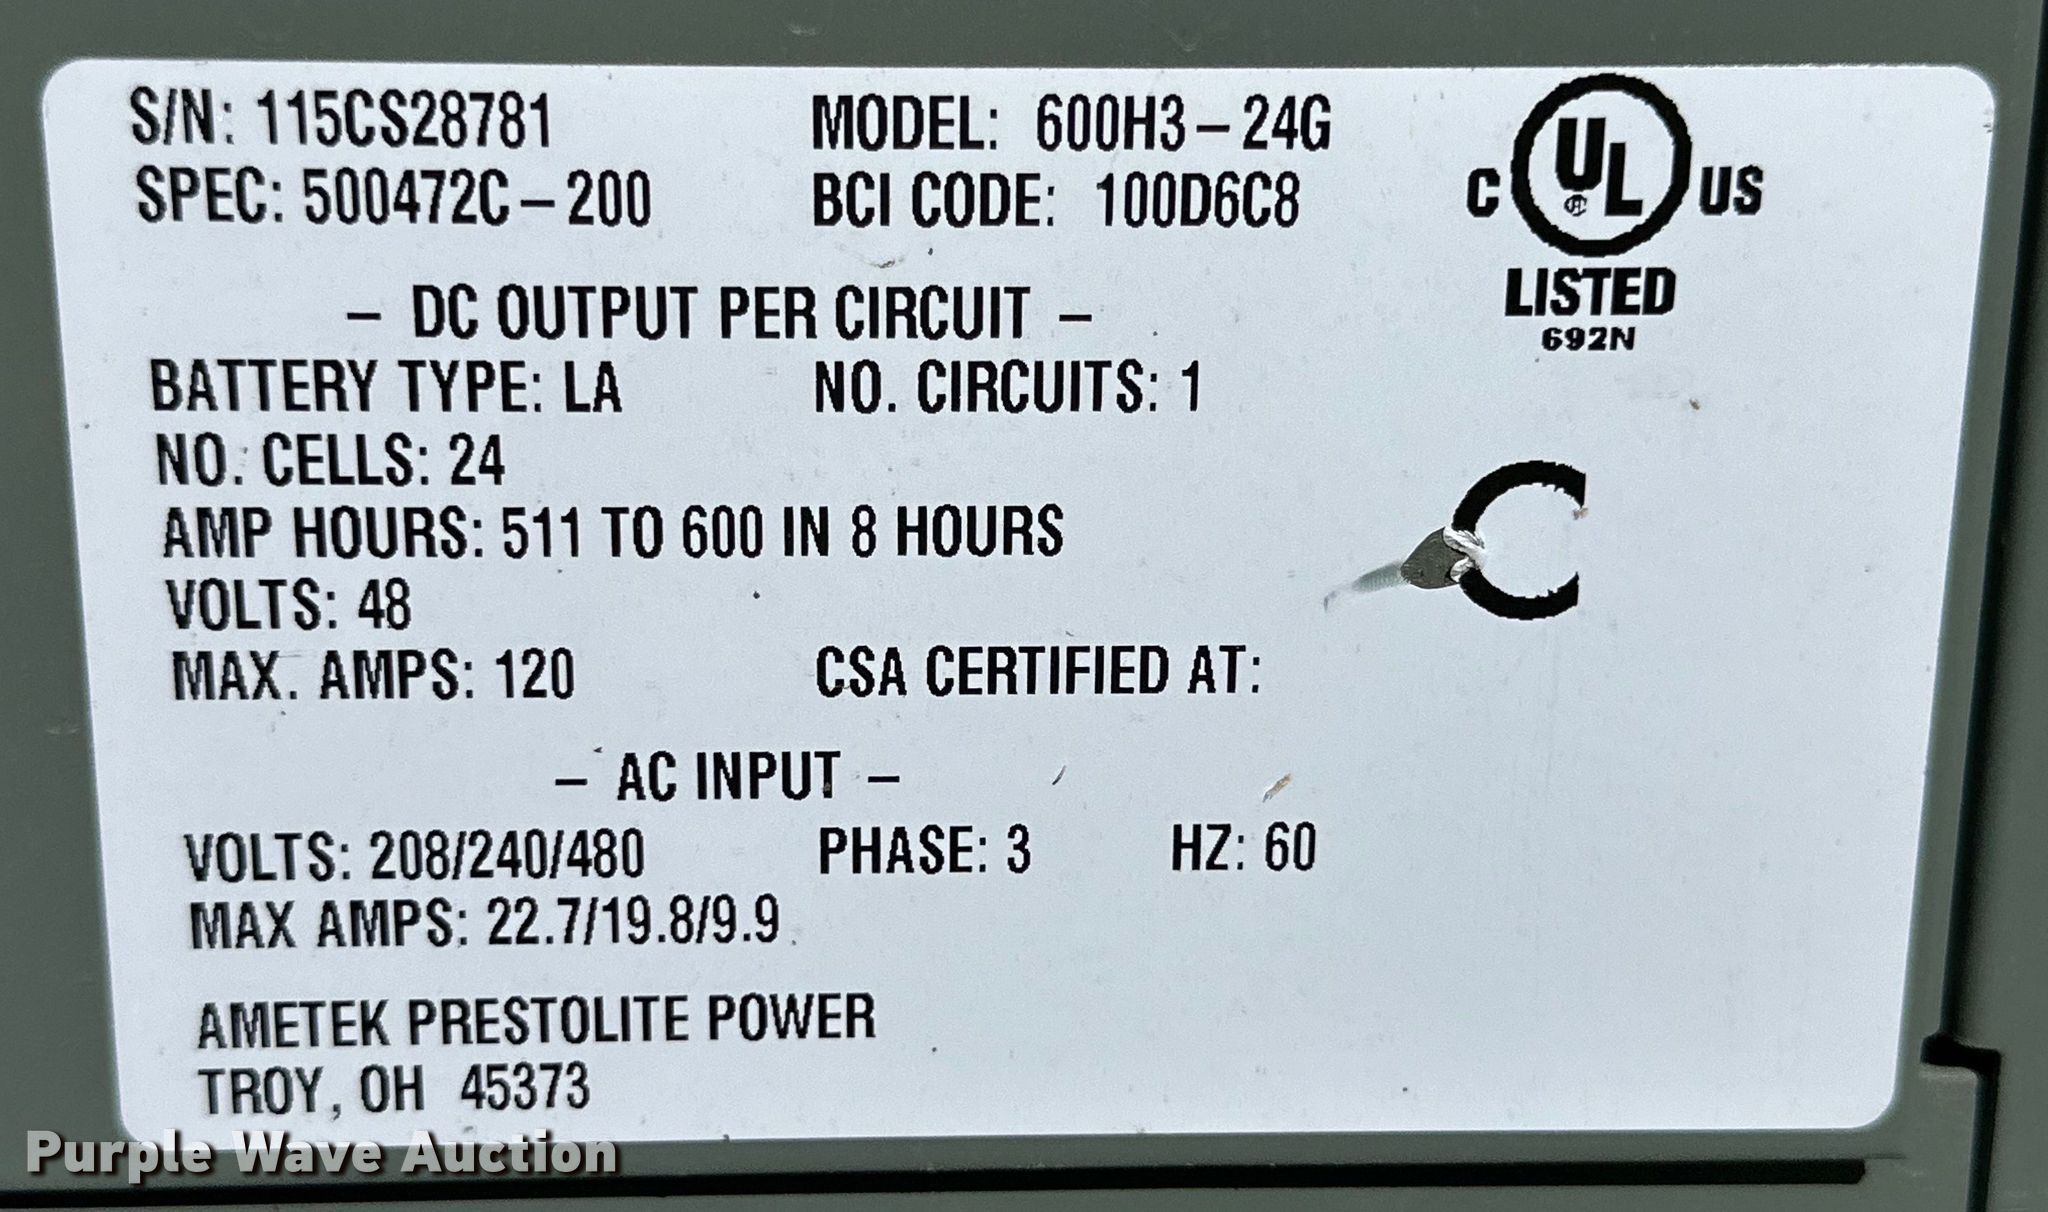 S/N: 115CS28781 MODEL: 600H3-24G
SPEC: 500472C-200 BCI CODE: 100D6C8
C UL US
LISTED
692N
- DC OUTPUT PER CIRCUIT -
BATTERY TYPE: LA NO. CIRCUITS: 1
NO. CELLS: 24
AMP HOURS: 511 TO 600 IN 8 HOURS
VOLTS: 48
MAX. AMPS: 120 CSA CERTIFIED AT:
- AC INPUT -
VOLTS: 208/240/480 PHASE: 3 HZ: 60
MAX AMPS: 22.7/19.8/9.9
AMETEK PRESTOLITE POWER
TROY, OH 45373
Purple Wave Auction